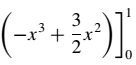 (-x³ + 3/2 x²)]₀¹